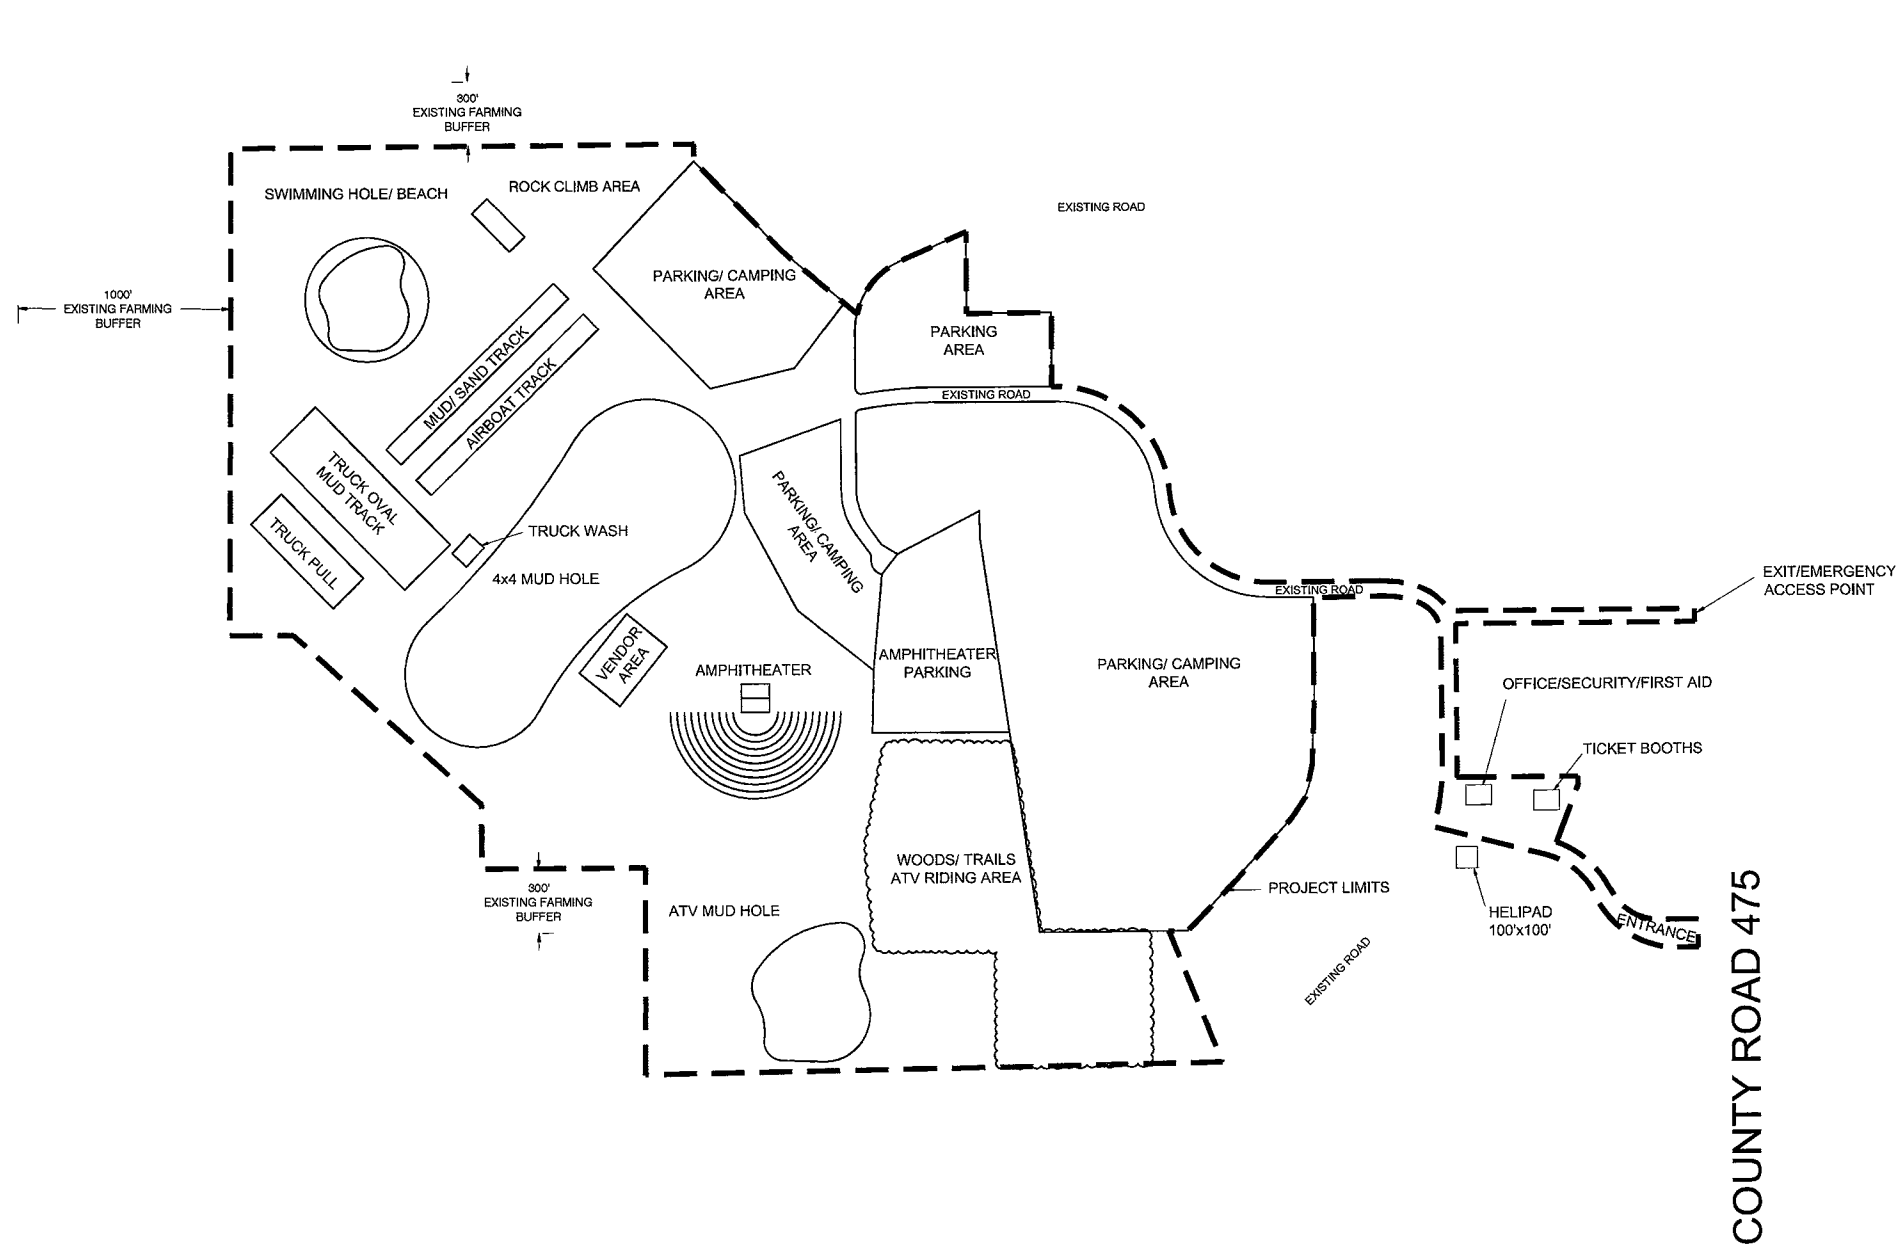 300'
EXISTING FARMING
BUFFER
SWIMMING HOLE/ BEACH
ROCK CLIMB AREA
EXISTING ROAD
1000'
EXISTING FARMING
BUFFER
PARKING/ CAMPING
AREA
PARKING
AREA
EXISTING ROAD
MUD/ SAND TRACK
AIRBOAT TRACK
TRUCK OVAL
MUD TRACK
TRUCK PULL
TRUCK WASH
4x4 MUD HOLE
PARKING/ CAMPING
AREA
VENDOR
AREA
AMPHITHEATER
AMPHITHEATER
PARKING
PARKING/ CAMPING
AREA
EXISTING ROAD
EXIT/EMERGENCY
ACCESS POINT
OFFICE/SECURITY/FIRST AID
TICKET BOOTHS
WOODS/ TRAILS
ATV RIDING AREA
PROJECT LIMITS
300'
EXISTING FARMING
BUFFER
ATV MUD HOLE
HELIPAD
100'x100'
ENTRANCE
EXISTING ROAD
COUNTY ROAD 475